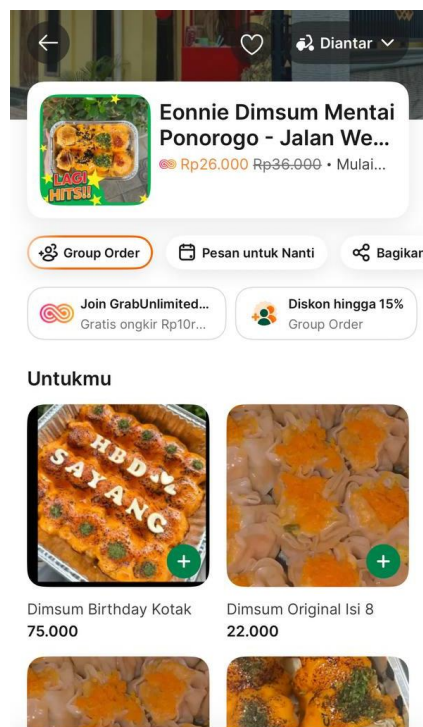 Diantar
LAGI
HITS!!
Eonnie Dimsum Mentai
Ponorogo - Jalan We...
Rp26.000 Rp36.000 • Mulai...
Group Order
Pesan untuk Nanti
Bagikan
Join GrabUnlimited...
Gratis ongkir Rp10r...
Diskon hingga 15%
Group Order
Untukmu
HBD
SAYANG
Dimsum Birthday Kotak
75.000
Dimsum Original Isi 8
22.000